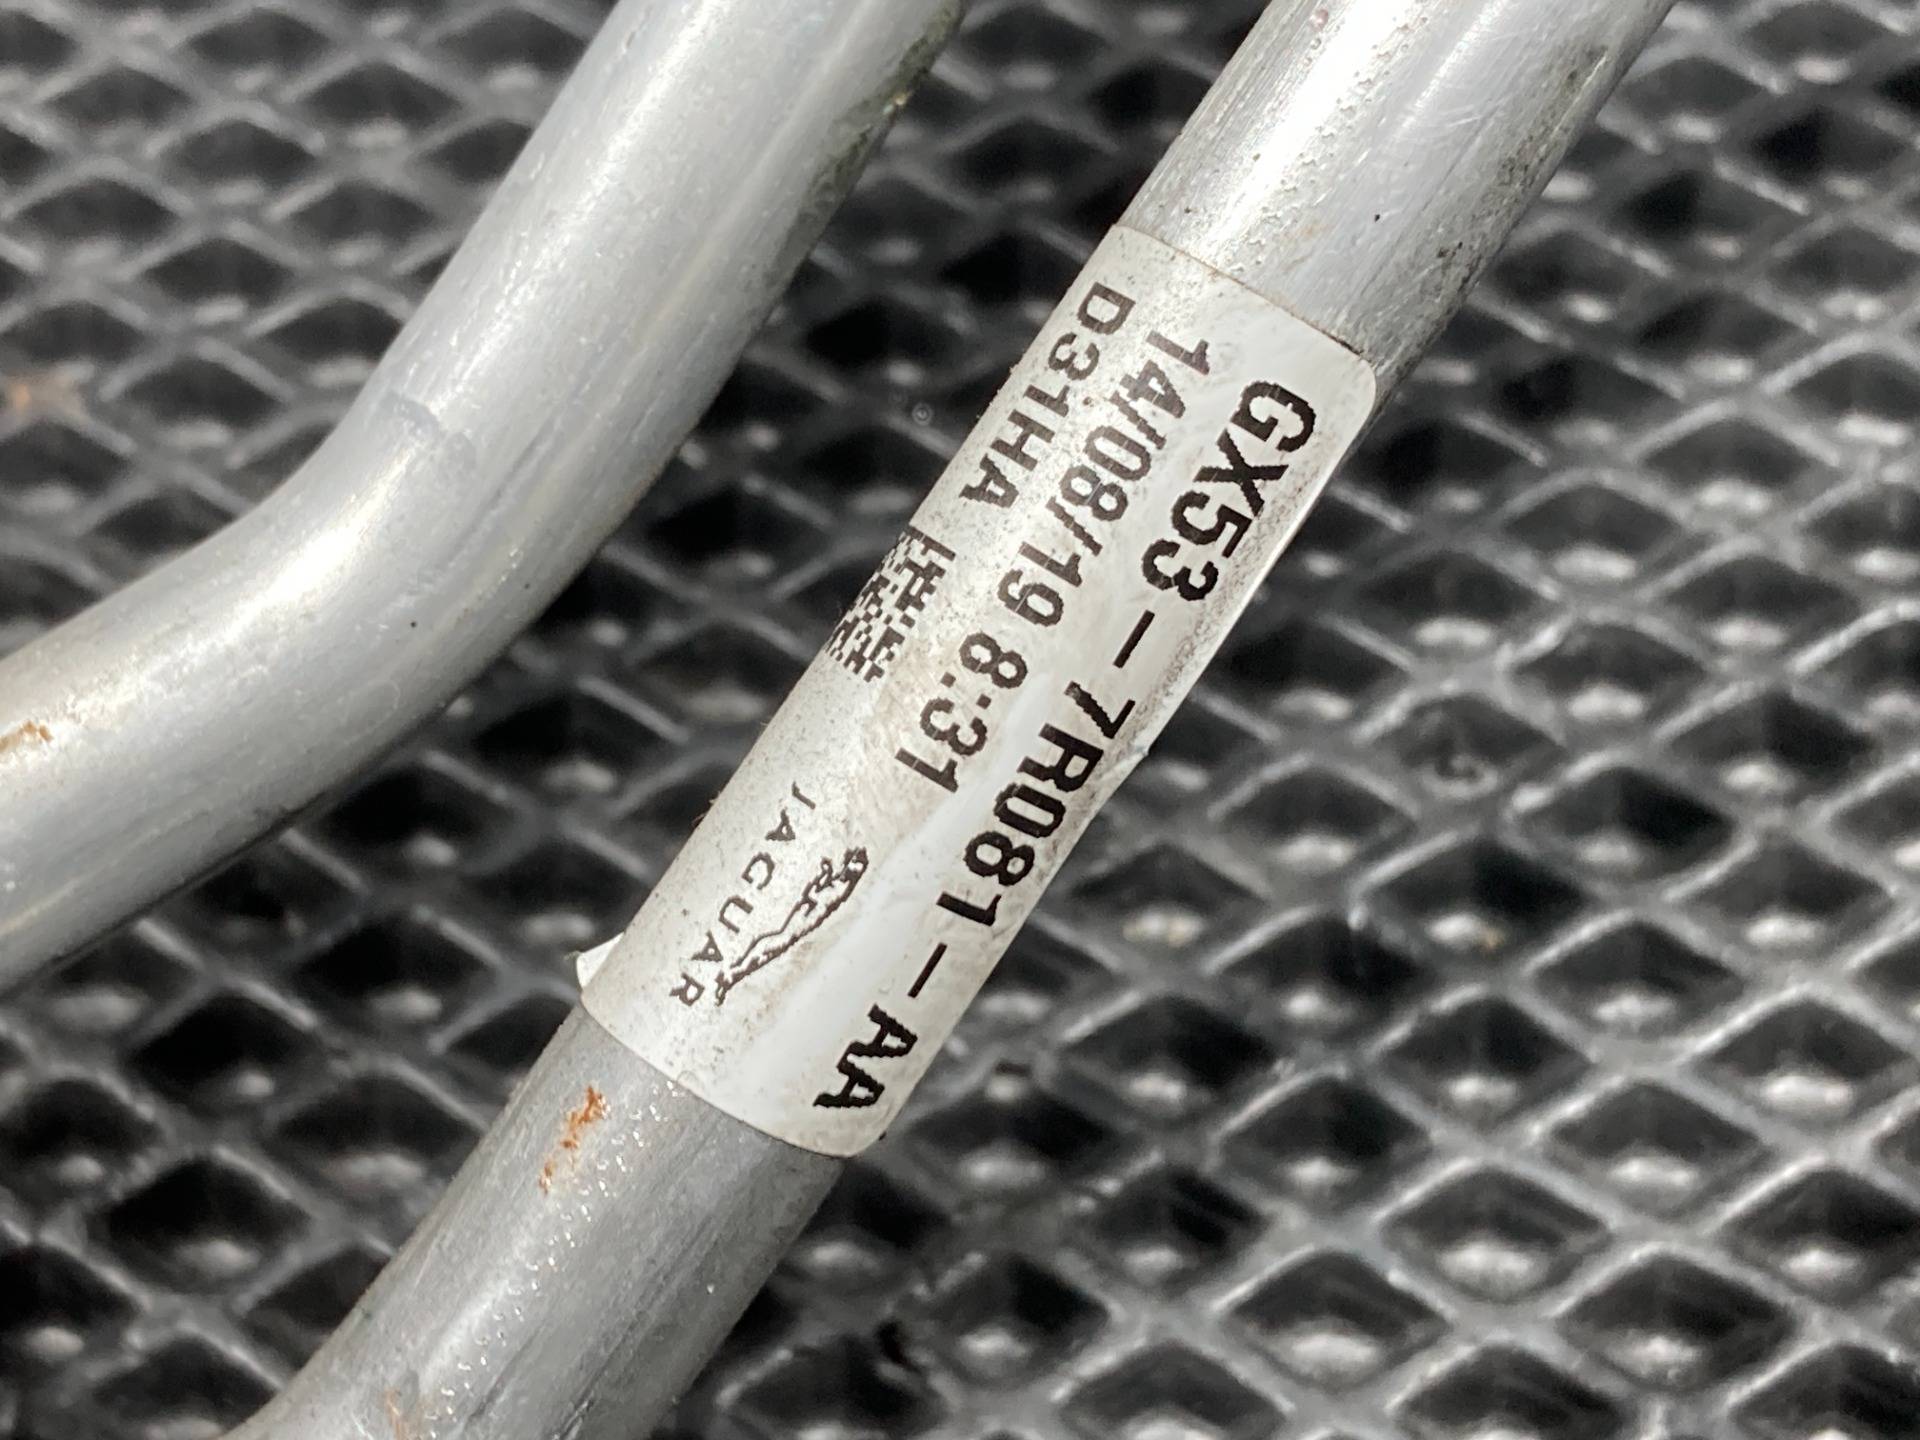 GX53-7R081-AA
14/08/19 8:31
D31HA
JAGUAR